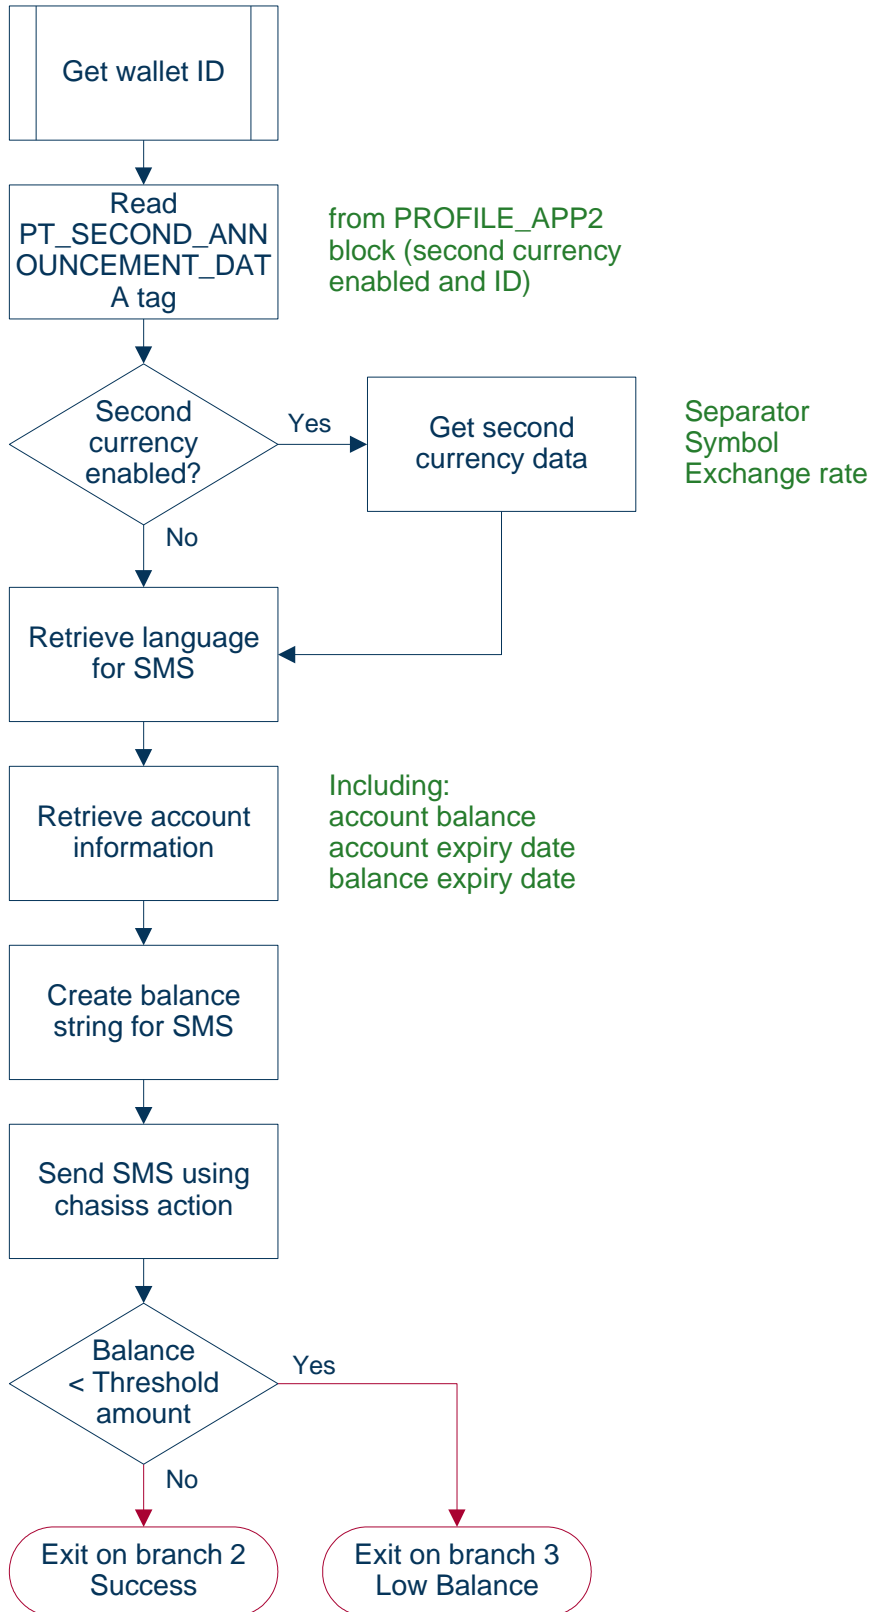 Get wallet ID
Read
PT_SECOND_ANN
OUNCEMENT_DAT
A tag
from PROFILE_APP2
block (second currency
enabled and ID)
Second
currency
enabled?
Yes
Get second
currency data
Separator
Symbol
Exchange rate
No
Retrieve language
for SMS
Retrieve account
information
Including:
account balance
account expiry date
balance expiry date
Create balance
string for SMS
Send SMS using
chasiss action
Balance
< Threshold
amount
Yes
No
Exit on branch 2
Success
Exit on branch 3
Low Balance